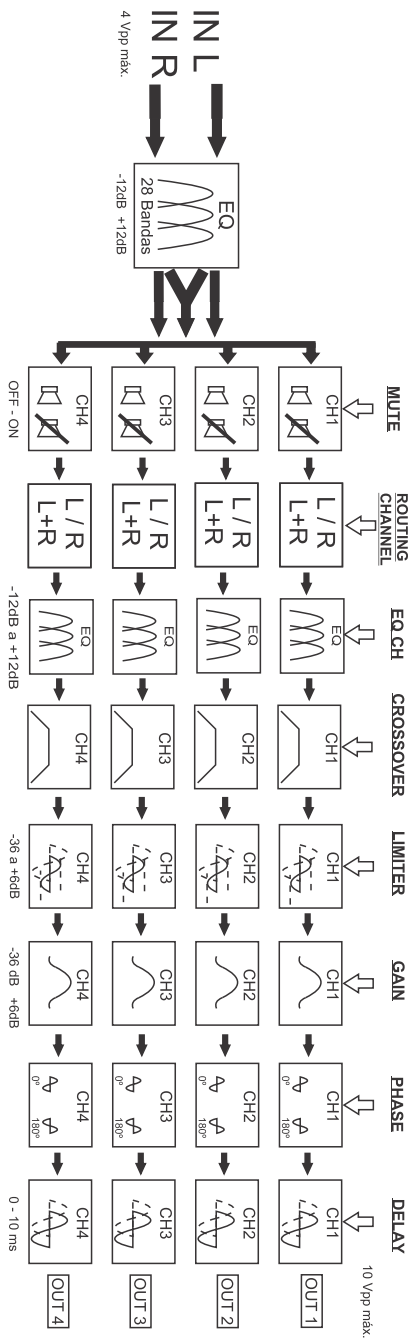 IN L
IN R
4 Vpp máx.
EQ
28 Bandas
-12dB +12dB
MUTE
CH1
CH2
CH3
CH4
OFF - ON
ROUTING
CHANNEL
L / R
L+R
L / R
L+R
L / R
L+R
L / R
L+R
EQ CH
EQ
EQ
EQ
EQ
-12dB a +12dB
CROSSOVER
CH1
CH2
CH3
CH4
LIMITER
CH1
CH2
CH3
CH4
-36 a +6dB
GAIN
CH1
CH2
CH3
CH4
-36 dB +6dB
PHASE
CH1
0º 180º
CH2
0º 180º
CH3
0º 180º
CH4
0º 180º
DELAY
CH1
CH2
CH3
CH4
0 - 10 ms
10 Vpp máx.
OUT 1
OUT 2
OUT 3
OUT 4